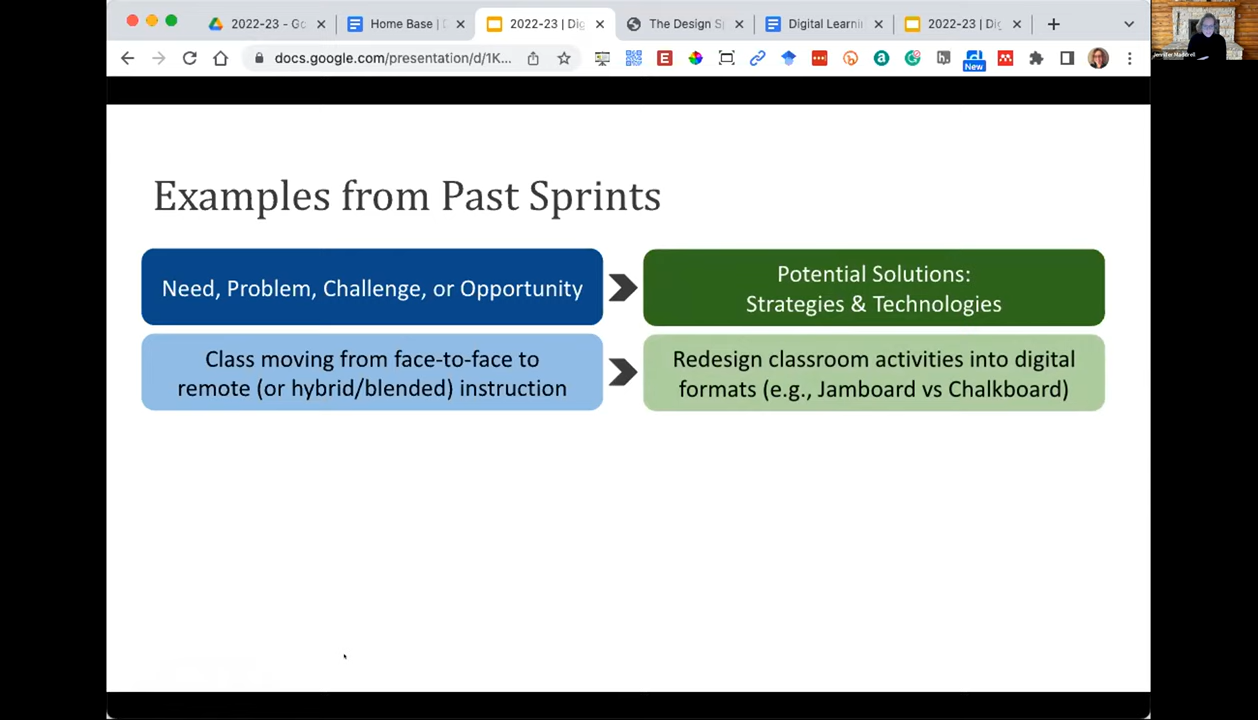 2022-23 - Gc
Home Base | D
2022-23 | Dig
The Design Sp
Digital Learnin
2022-23 | Dig
docs.google.com/presentation/d/1K...
New
Examples from Past Sprints
Need, Problem, Challenge, or Opportunity
Potential Solutions:
Strategies & Technologies
Class moving from face-to-face to
remote (or hybrid/blended) instruction
Redesign classroom activities into digital
formats (e.g., Jamboard vs Chalkboard)